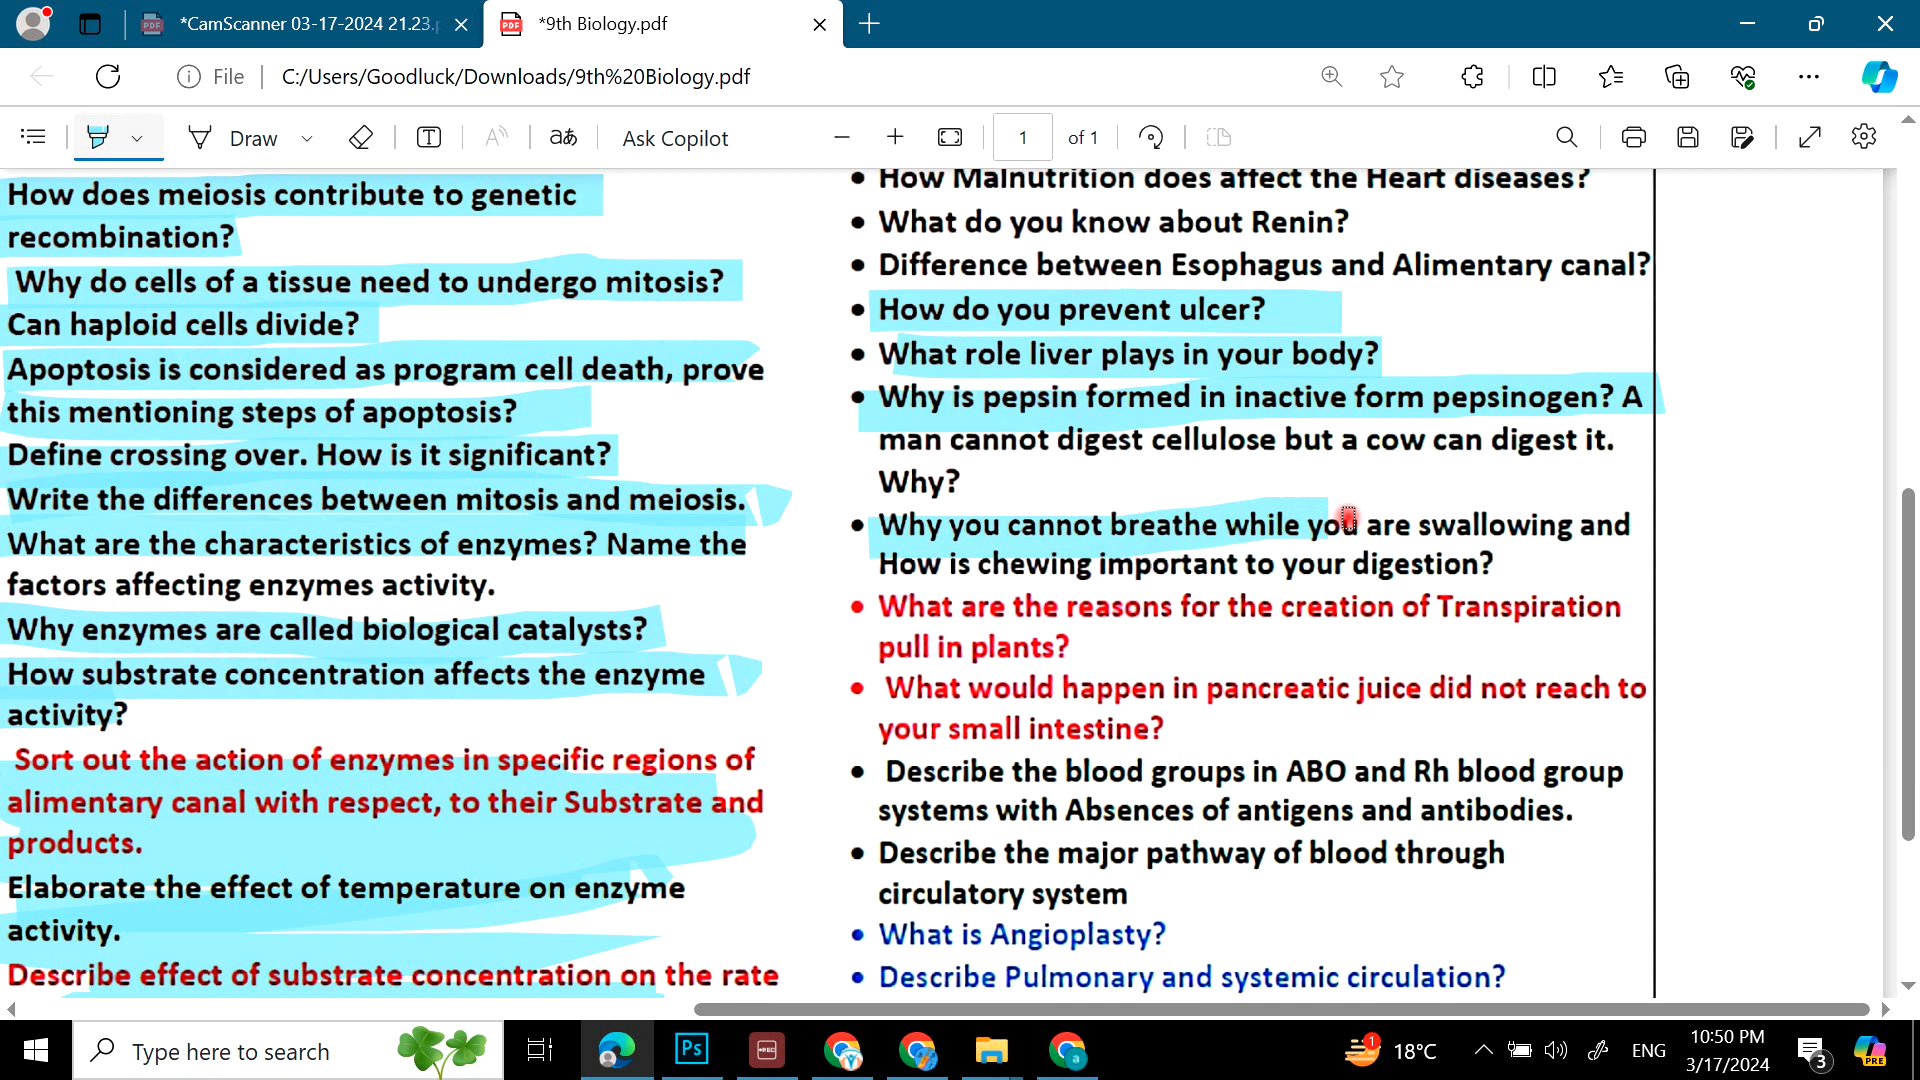 *CamScanner 03-17-2024 21.23.p
*9th Biology.pdf
File
C:/Users/Goodluck/Downloads/9th%20Biology.pdf
Draw
Ask Copilot
1
of 1
How does meiosis contribute to genetic
recombination?
Why do cells of a tissue need to undergo mitosis?
Can haploid cells divide?
Apoptosis is considered as program cell death, prove
this mentioning steps of apoptosis?
Define crossing over. How is it significant?
Write the differences between mitosis and meiosis.
What are the characteristics of enzymes? Name the
factors affecting enzymes activity.
Why enzymes are called biological catalysts?
How substrate concentration affects the enzyme
activity?
Sort out the action of enzymes in specific regions of
alimentary canal with respect, to their Substrate and
products.
Elaborate the effect of temperature on enzyme
activity.
Describe effect of substrate concentration on the rate
• How Malnutrition does affect the Heart diseases?
• What do you know about Renin?
• Difference between Esophagus and Alimentary canal?
• How do you prevent ulcer?
• What role liver plays in your body?
• Why is pepsin formed in inactive form pepsinogen? A
man cannot digest cellulose but a cow can digest it.
Why?
• Why you cannot breathe while you are swallowing and
How is chewing important to your digestion?
• What are the reasons for the creation of Transpiration
pull in plants?
• What would happen in pancreatic juice did not reach to
your small intestine?
• Describe the blood groups in ABO and Rh blood group
systems with Absences of antigens and antibodies.
• Describe the major pathway of blood through
circulatory system
• What is Angioplasty?
• Describe Pulmonary and systemic circulation?
Type here to search
Ps
REC
a
1
18°C
ENG
10:50 PM
3/17/2024
3
PRE